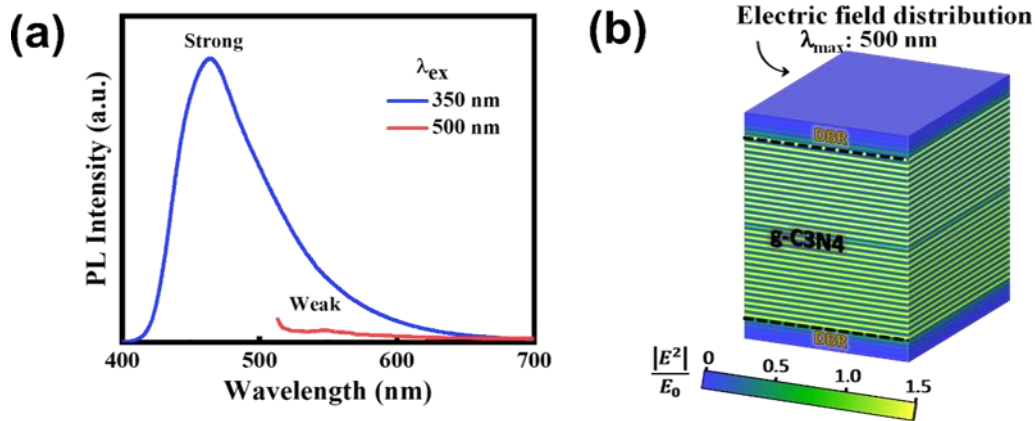 (a)
Strong
λex
350 nm
500 nm
Weak
PL Intensity (a.u.)
400 500 600 700
Wavelength (nm)
(b)
Electric field distribution
λmax: 500 nm
DBR
g-C3N4
DBR
|E²|/E₀
0 0.5 1.0 1.5